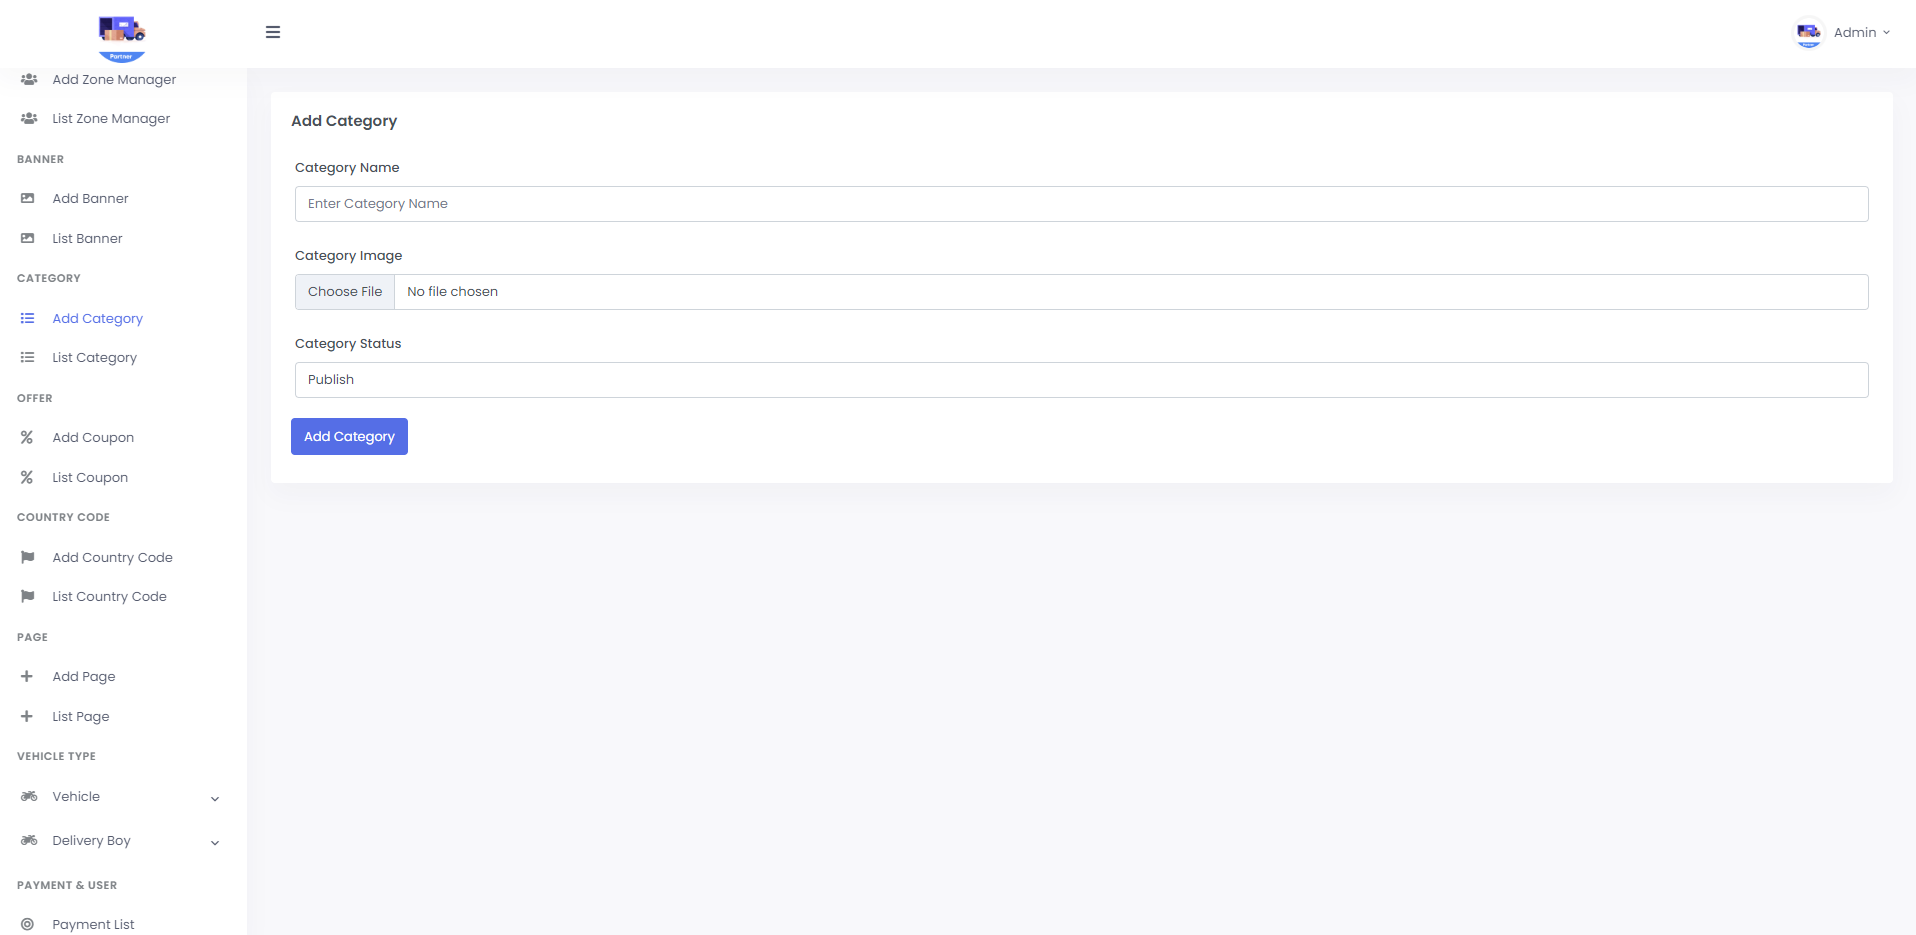 Partner
Admin
Add Zone Manager
List Zone Manager
BANNER
Add Banner
List Banner
CATEGORY
Add Category
List Category
OFFER
Add Coupon
List Coupon
COUNTRY CODE
Add Country Code
List Country Code
PAGE
Add Page
List Page
VEHICLE TYPE
Vehicle
Delivery Boy
PAYMENT & USER
Payment List
Add Category
Category Name
Enter Category Name
Category Image
Choose File No file chosen
Category Status
Publish
Add Category